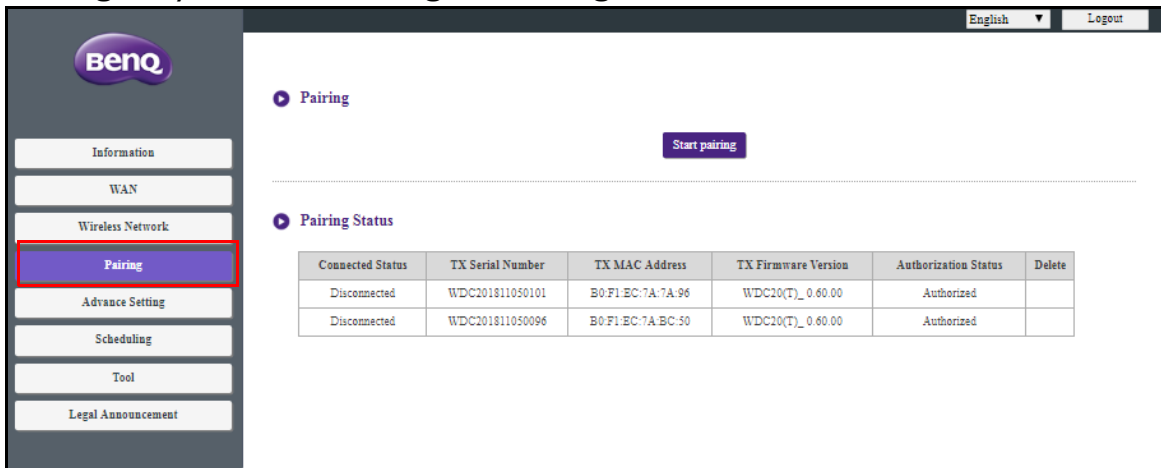 English ▼ Logout
BenQ
Pairing
Start pairing
Information
WAN
Wireless Network
Pairing
Advance Setting
Scheduling
Tool
Legal Announcement
Pairing Status
Connected Status TX Serial Number TX MAC Address TX Firmware Version Authorization Status Delete
Disconnected WDC201811050101 B0:F1:EC:7A:7A:96 WDC20(T)_ 0.60.00 Authorized
Disconnected WDC201811050096 B0:F1:EC:7A:BC:50 WDC20(T)_ 0.60.00 Authorized